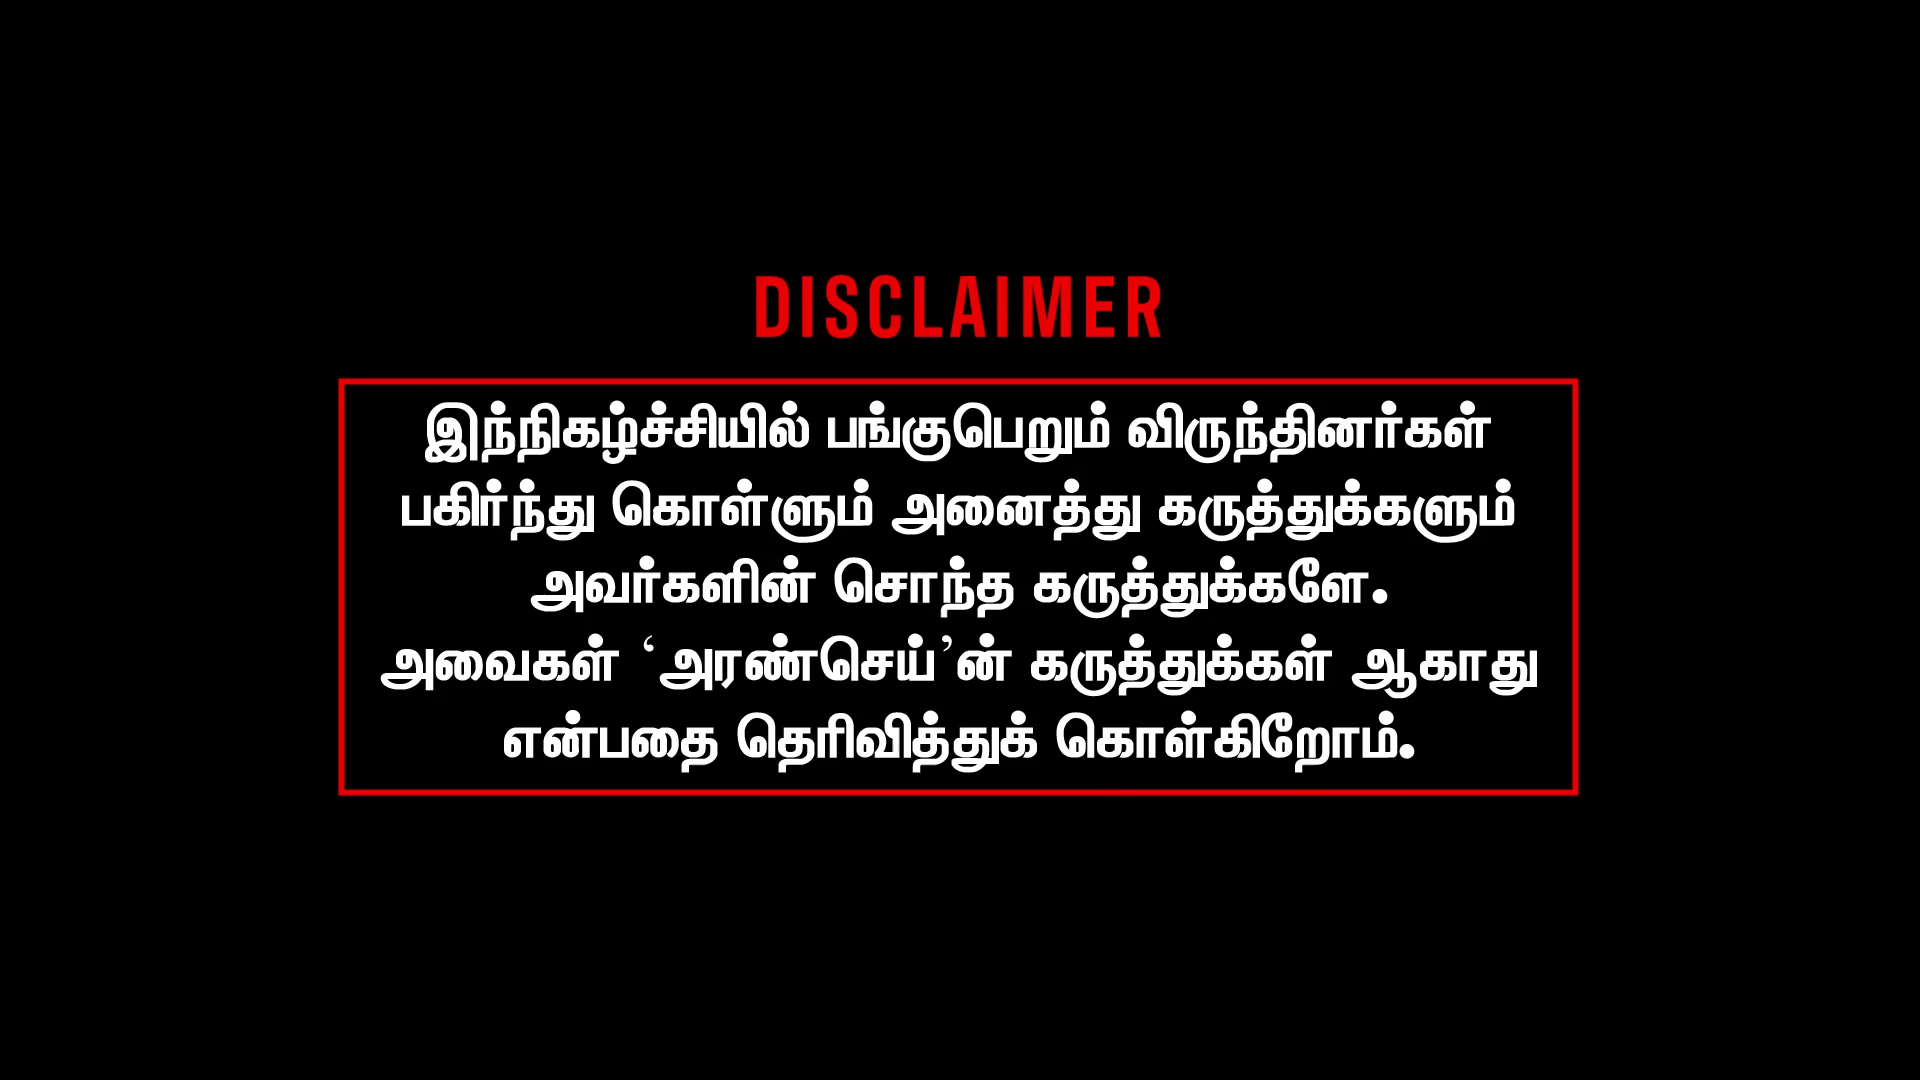 DISCLAIMER
இந்நிகழ்ச்சியில் பங்குபெறும் விருந்தினர்கள்
பகிர்ந்து கொள்ளும் அனைத்து கருத்துக்களும்
அவர்களின் சொந்த கருத்துக்களே.
அவைகள் ‘அரண்செய்’ன் கருத்துக்கள் ஆகாது
என்பதை தெரிவித்துக் கொள்கிறோம்.